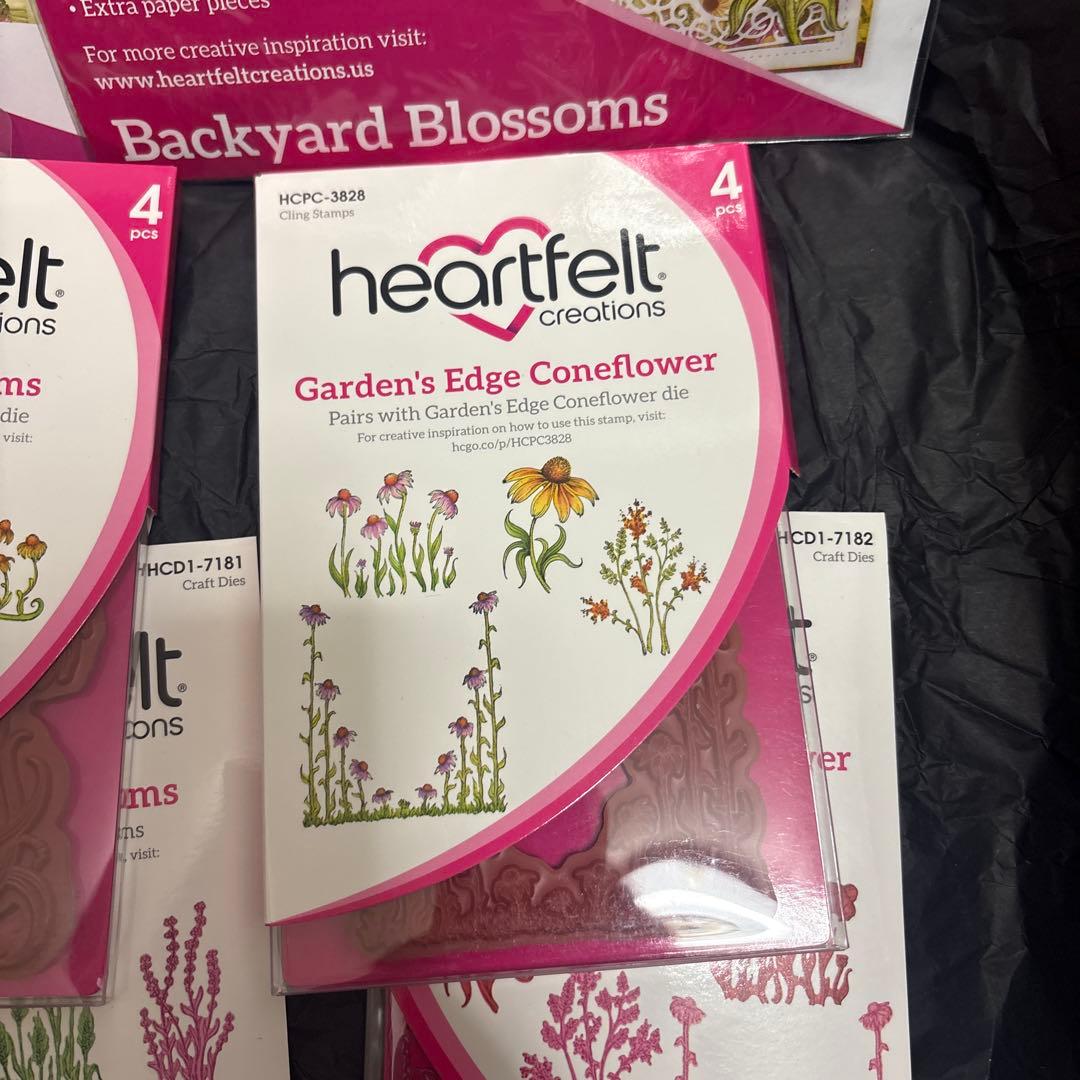 • Extra paper pieces
For more creative inspiration visit:
www.heartfeltcreations.us
Backyard Blossoms
4
pcs
elt®
ions
ms
die
visit:
HCPC-3828
Cling Stamps
4
pcs
heartfelt®
creations
Garden's Edge Coneflower
Pairs with Garden's Edge Coneflower die
For creative inspiration on how to use this stamp, visit:
hcgo.co/p/HCPC3828
HCD1-7181
Craft Dies
lt®
ons
ms
ms
visit:
HCD1-7182
Craft Dies
t®
s
er